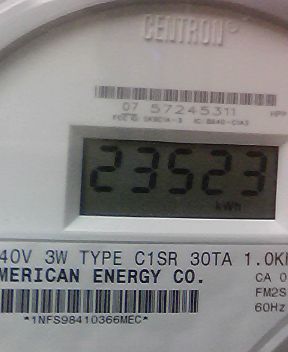 CENTRON®
07 57245311
23523
kWh
40V 3W TYPE C1SR 30TA 1.0K
MERICAN ENERGY CO.
CA 0
FM2S
60Hz
*1NFS98410366MEC*